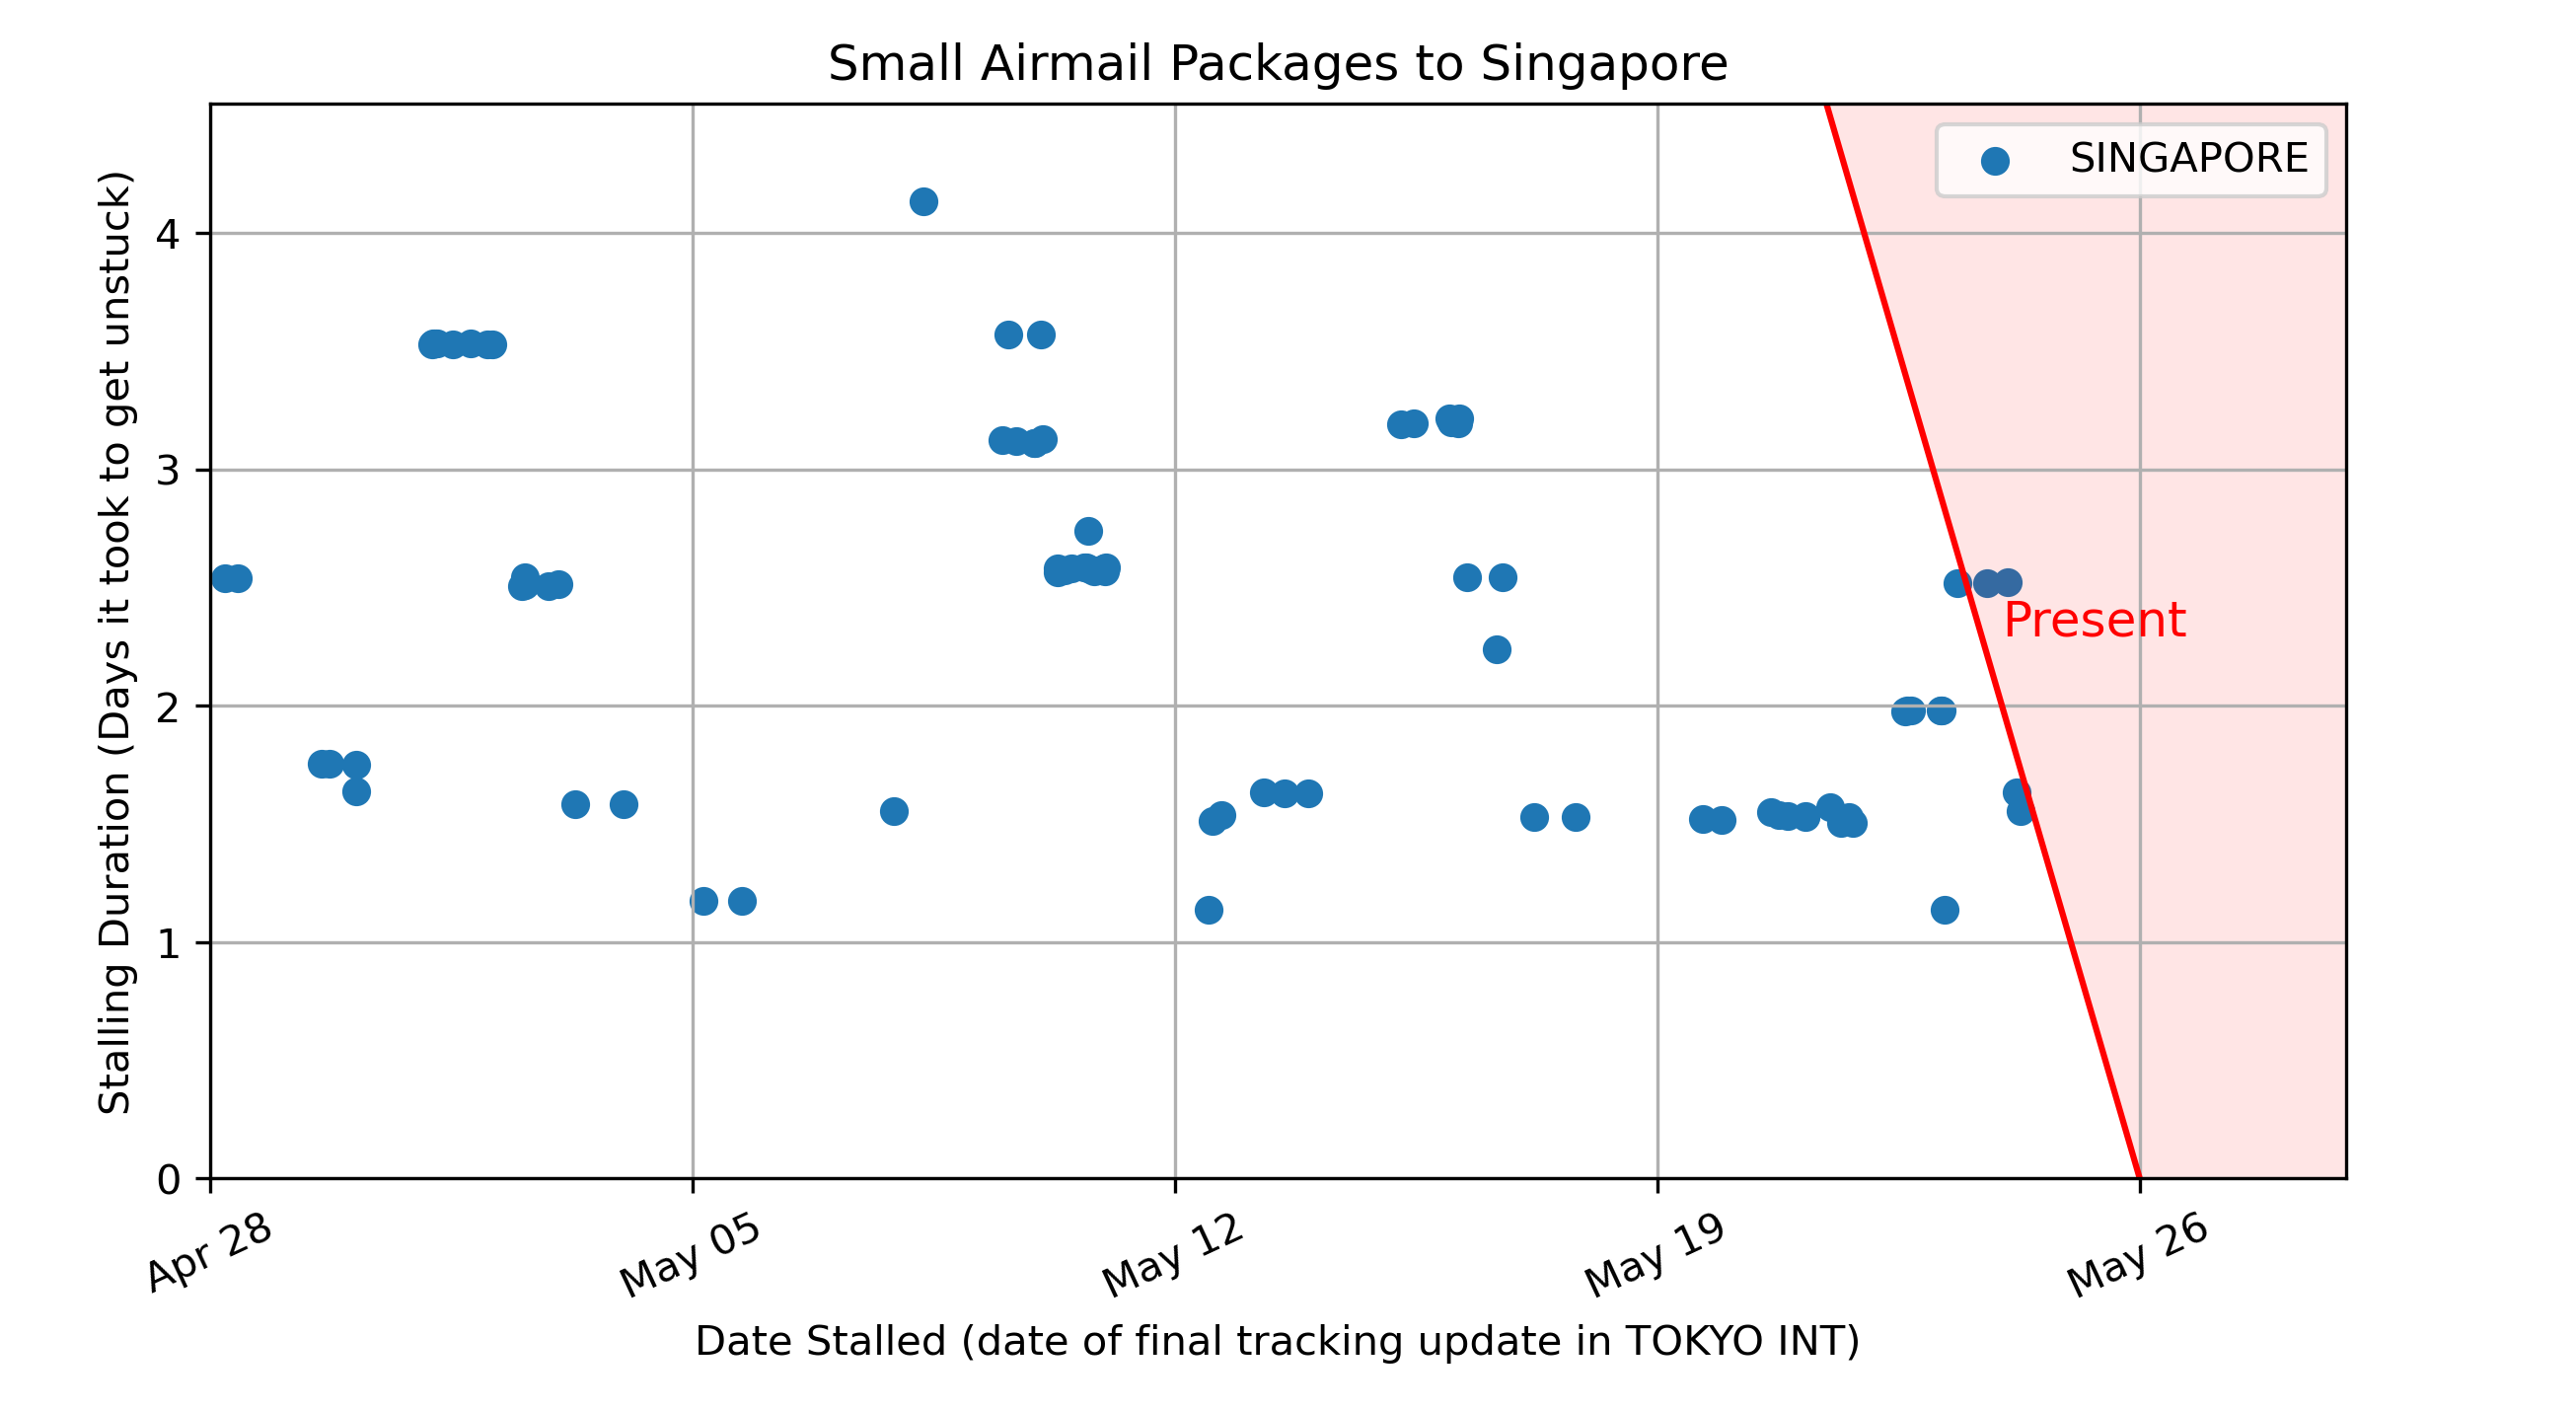 Small Airmail Packages to Singapore
SINGAPORE
Stalling Duration (Days it took to get unstuck)
4
3
2
1
0
Present
Apr 28
May 05
May 12
May 19
May 26
Date Stalled (date of final tracking update in TOKYO INT)